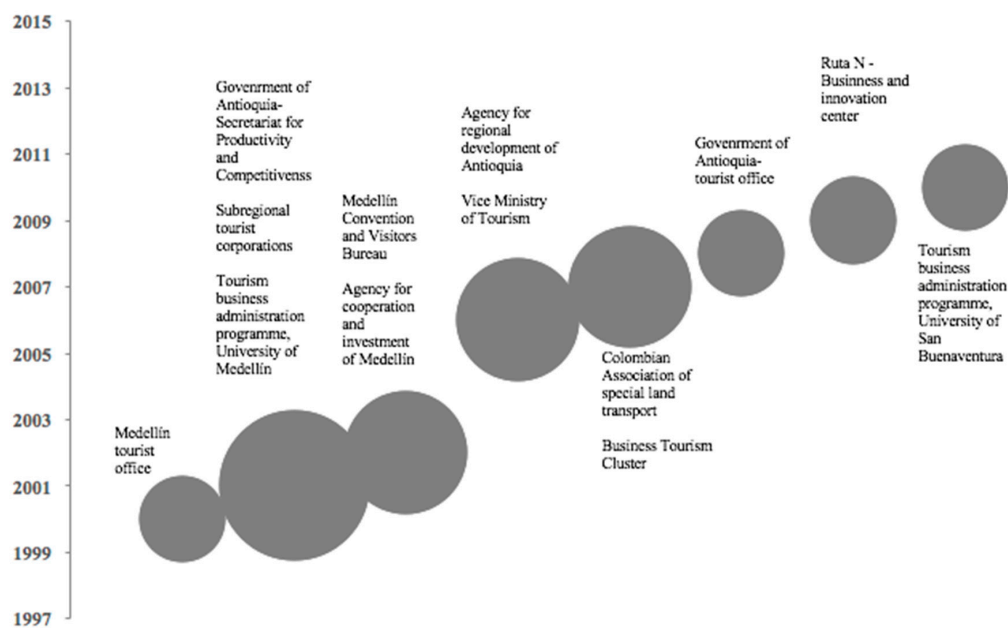 2015
2013
2011
2009
2007
2005
2003
2001
1999
1997
Medellín
tourist
office
Govenrment of
Antioquia-
Secretariat for
Productivity
and
Competitivenss
Subregional
tourist
corporations
Tourism
business
administration
programme,
University of
Medellín
Medellín
Convention
and Visitors
Bureau
Agency for
cooperation
and
investment
of Medellín
Agency for
regional
development of
Antioquia
Vice Ministry
of Tourism
Colombian
Association of
special land
transport
Business Tourism
Cluster
Govenrment of
Antioquia-
tourist office
Ruta N -
Businness and
innovation
center
Tourism
business
administration
programme,
University of
San
Buenaventura